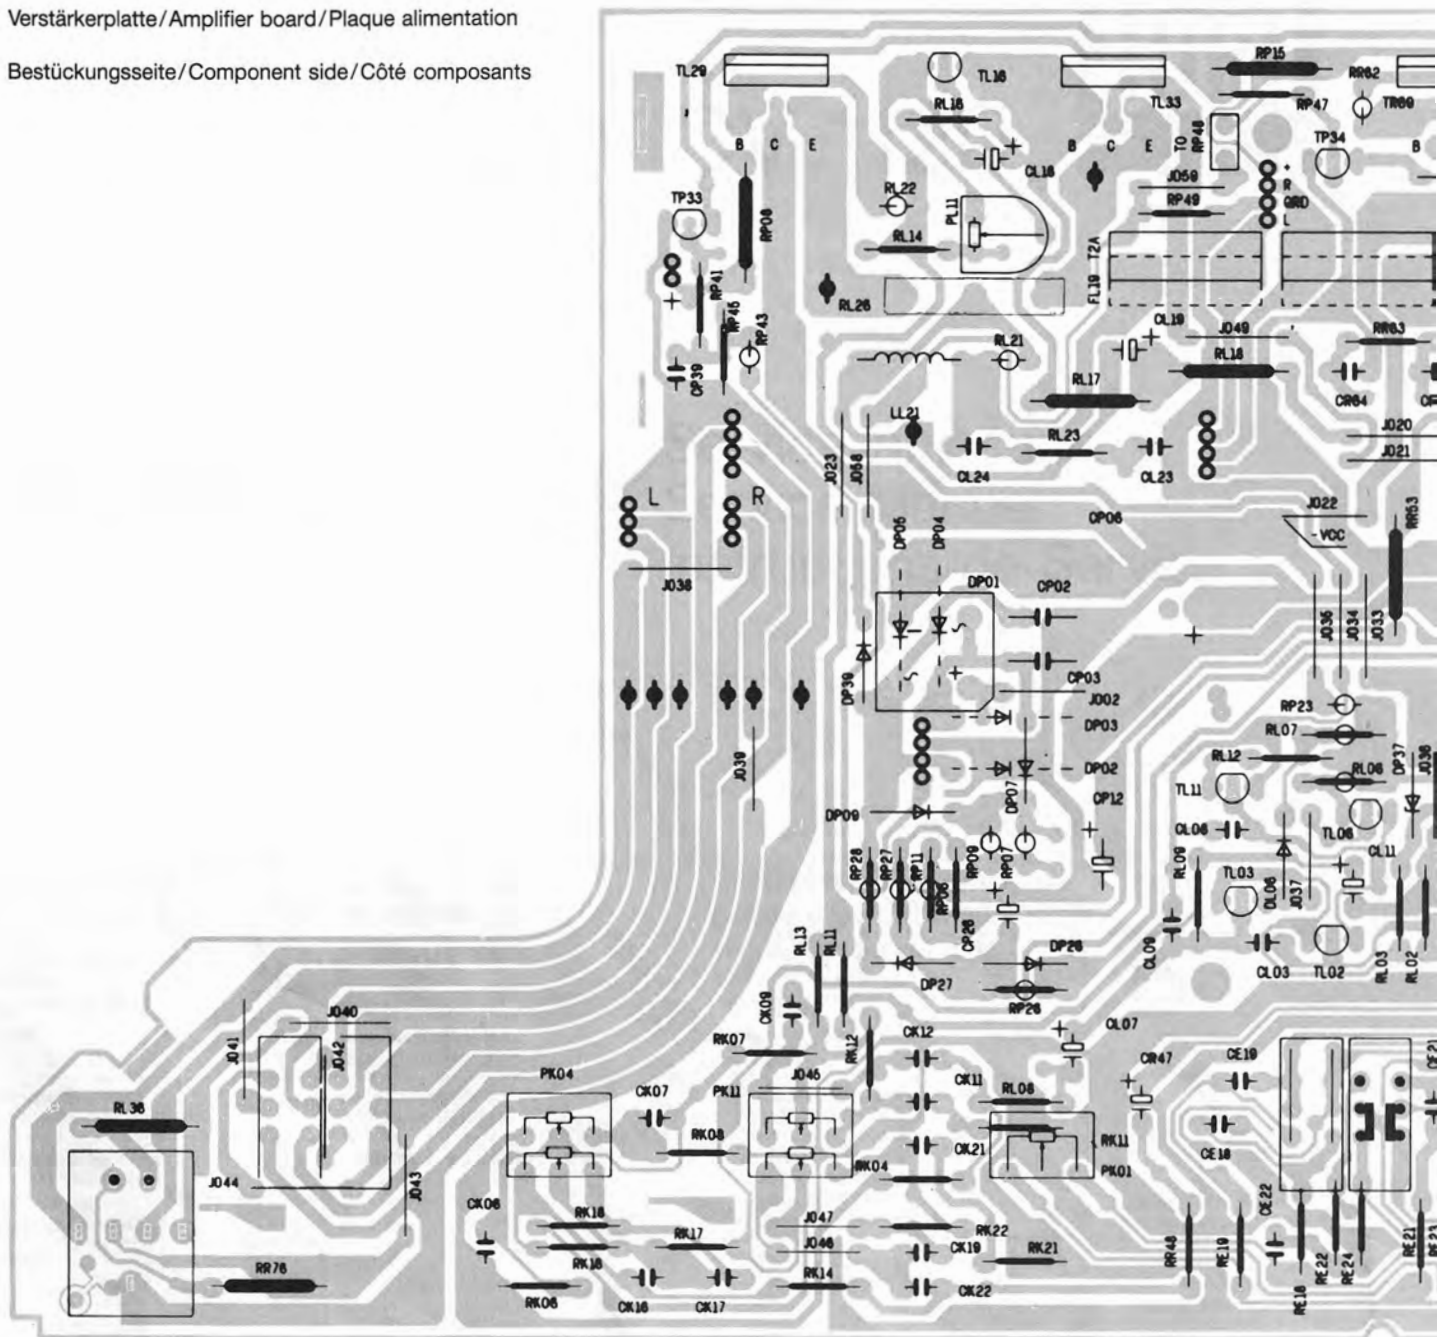 Verstärkerplatte/Amplifier board/Plaque alimentation
Bestückungsseite/Component side/Côté composants
TL29
TL16
TL33
RP15
RR62
TR69
RP47
RL16
TP34
B C E
B C E
TO
RP48
B
CL16
J059
+
R
GRD
L
RL22
PL11
TP33
RP08
RP49
RL14
T2A
FL19
RP41
RL26
+
RP45
RP43
CL19
J049
RR63
RL21
CP39
RL17
RL18
CR64
LL21
J020
J021
RL23
J023
J058
CL24
CL23
L
R
J022
-VCC
RR53
CP06
DP05
DP04
J038
DP01
CP02
J035
J034
J033
DP39
CP03
J002
RP23
DP03
RL07
J039
RL12
DP37
J036
DP02
RL06
TL11
DP09
DP07
CP12
CL06
TL06
CL11
RP28
RP27
RP11
RP09
RP07
RL09
TL03
J037
RP06
CP26
RL13
RL11
DP26
CL09
CL03
TL02
RL03
RL02
DP27
CK09
RP26
J041
J040
J042
RK07
RK12
CK12
CL07
CR47
CE19
CE21
PK04
CK07
PK11
J045
CK11
RL08
RL36
RK08
CK21
RK11
CE18
RK04
PK01
J044
J043
CK06
RK18
J047
RK22
CE22
RK17
J046
CK19
RK21
RR48
RE19
RE22
RE24
RE21
RE23
RK16
RR76
RK06
CK16
CK17
RK14
CK22
RE18